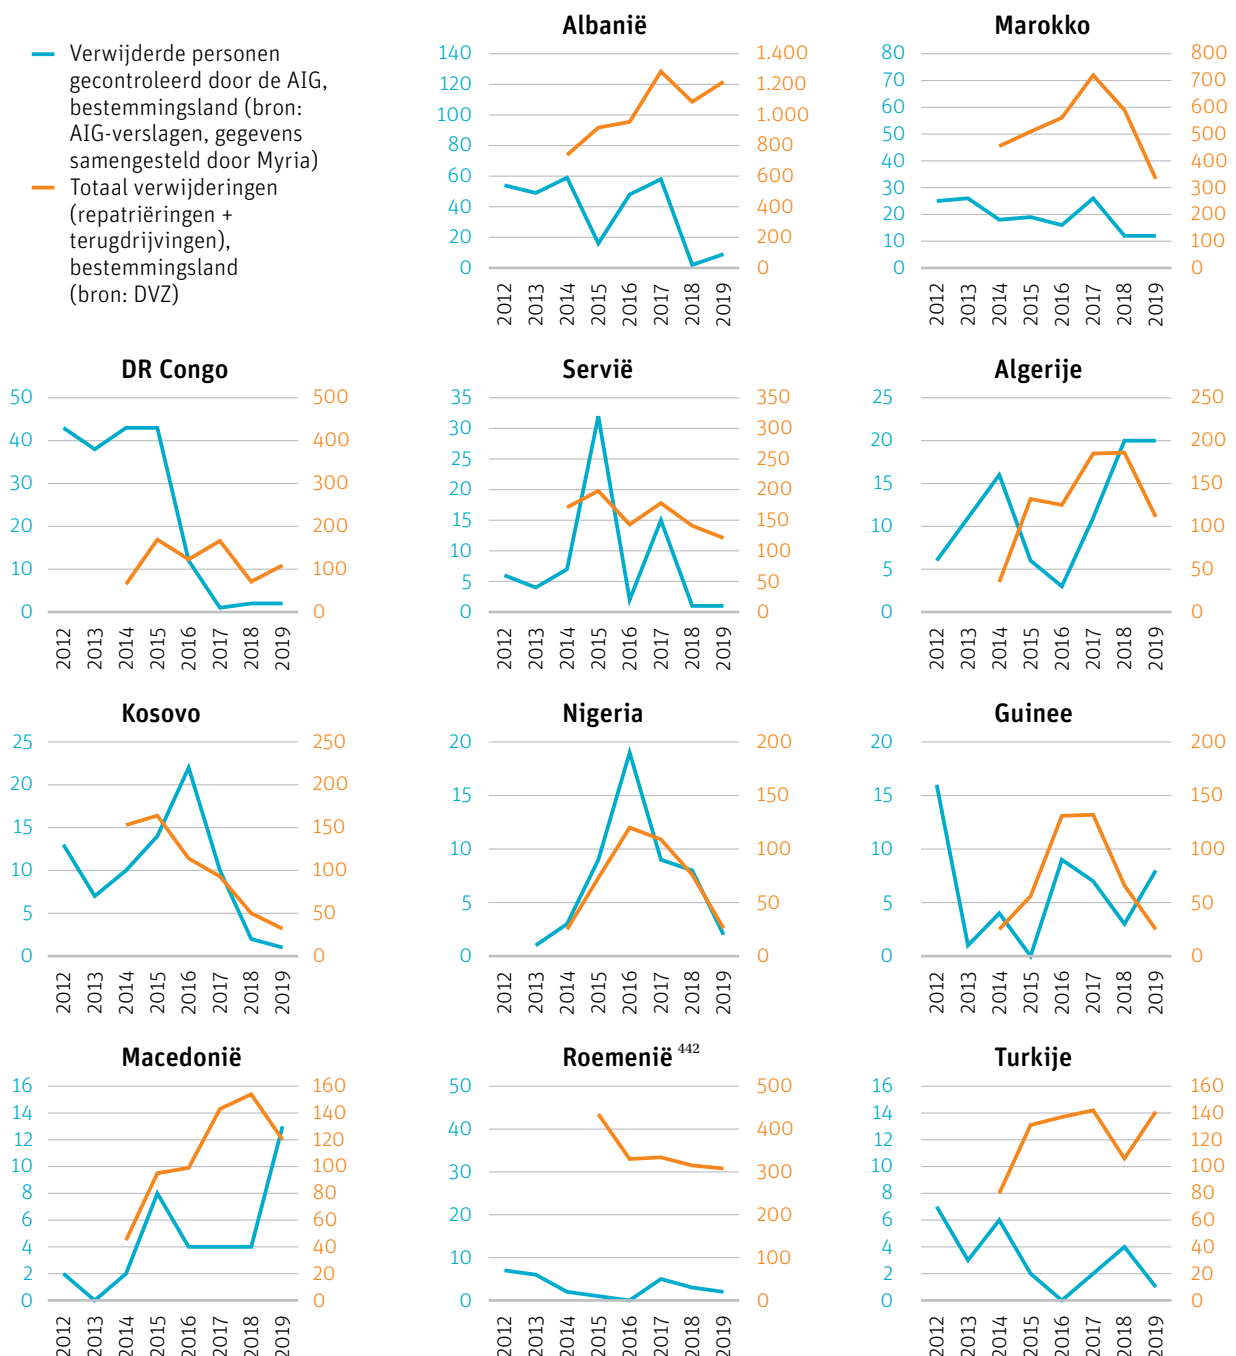 Verwijderde personen
gecontroleerd door de AIG,
bestemmingsland (bron:
AIG-verslagen, gegevens
samengesteld door Myria)
Totaal verwijderingen
(repatriëringen +
terugdrijvingen),
bestemmingsland
(bron: DVZ)
Albanië
140 1.400
120 1.200
100 1.000
80 800
60 600
40 400
20 200
0 0
2012 2013 2014 2015 2016 2017 2018 2019
Marokko
80 800
70 700
60 600
50 500
40 400
30 300
20 200
10 100
0 0
2012 2013 2014 2015 2016 2017 2018 2019
DR Congo
50 500
40 400
30 300
20 200
10 100
0 0
2012 2013 2014 2015 2016 2017 2018 2019
Servië
35 350
30 300
25 250
20 200
15 150
10 100
5 50
0 0
2012 2013 2014 2015 2016 2017 2018 2019
Algerije
25 250
20 200
15 150
10 100
5 50
0 0
2012 2013 2014 2015 2016 2017 2018 2019
Kosovo
25 250
20 200
15 150
10 100
5 50
0 0
2012 2013 2014 2015 2016 2017 2018 2019
Nigeria
20 200
15 150
10 100
5 50
0 0
2012 2013 2014 2015 2016 2017 2018 2019
Guinee
20 200
15 150
10 100
5 50
0 0
2012 2013 2014 2015 2016 2017 2018 2019
Macedonië
16 160
14 140
12 120
10 100
8 80
6 60
4 40
2 20
0 0
2012 2013 2014 2015 2016 2017 2018 2019
Roemenië 442
50 500
40 400
30 300
20 200
10 100
0 0
2012 2013 2014 2015 2016 2017 2018 2019
Turkije
16 160
14 140
12 120
10 100
8 80
6 60
4 40
2 20
0 0
2012 2013 2014 2015 2016 2017 2018 2019